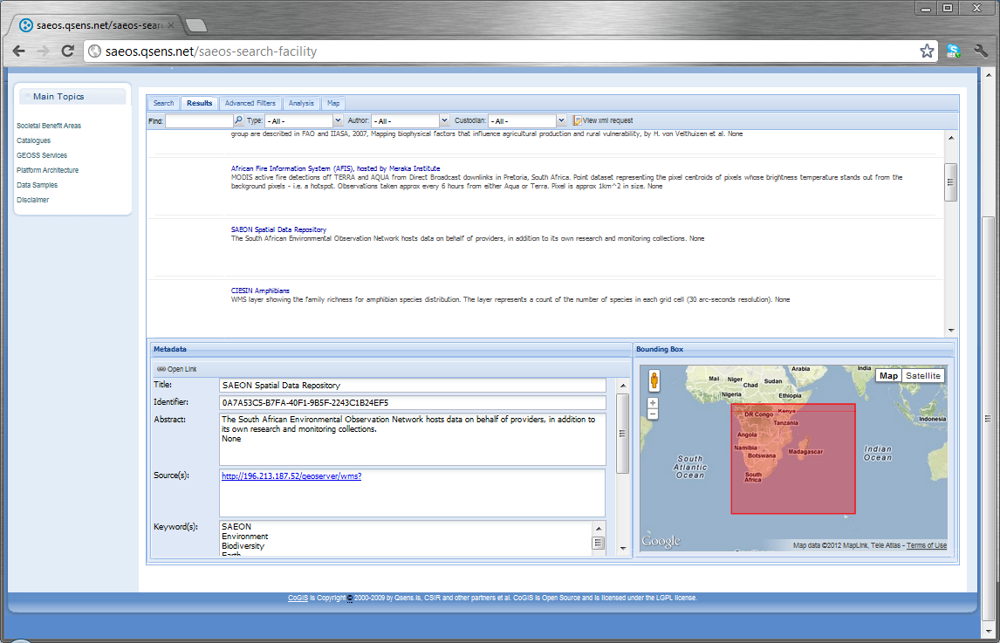 saeos.qsens.net/saeos-sear
saeos.qsens.net/saeos-search-facility
Main Topics
Societal Benefit Areas
Catalogues
GEOSS Services
Platform Architecture
Data Samples
Disclaimer
Search Results Advanced Filters Analysis Map
Find: Type: - All - Author: - All - Custodian: - All - View xml request
group are described in FAO and IIASA, 2007, Mapping biophysical factors that influence agricultural production and rural vulnerability, by H. von Velthuizen et al. None
African Fire Information System (AFIS), hosted by Meraka Institute
MODIS active fire detections off TERRA and AQUA from Direct Broadcast downlinks in Pretoria, South Africa. Point dataset representing the pixel centroids of pixels whose brightness temperature stands out from the
background pixels - i.e. a hotspot. Observations taken approx every 6 hours from either Aqua or Terra. Pixel is approx 1km^2 in size. None
SAEON Spatial Data Repository
The South African Environmental Observation Network hosts data on behalf of providers, in addition to its own research and monitoring collections. None
CIESIN Amphibians
WMS layer showing the family richness for amphibian species distribution. The layer represents a count of the number of species in each grid cell (30 arc-seconds resolution). None
Metadata
Open Link
Title: SAEON Spatial Data Repository
Identifier: 0A7A53C5-B7FA-40F1-9B5F-2243C1B24EF5
Abstract: The South African Environmental Observation Network hosts data on behalf of providers, in addition to
its own research and monitoring collections.
None
Source(s): http://196.213.187.52/geoserver/wms?
Keyword(s): SAEON
Environment
Biodiversity
Earth
Bounding Box
Map Satellite
Arabia
India
Mali
Niger
Chad
Sudan
Nigeria
Ethiopia
DR Congo
Kenya
Tanzania
Indonesia
Angola
Namibia
Botswana
Madagascar
South
Africa
South
Atlantic
Ocean
Indian
Ocean
Google
Map data ©2012 MapLink, Tele Atlas - Terms of Use
CoGIS is Copyright © 2000-2009 by Qsens.ls, CSIR and other partners et al. CoGIS is Open Source and is licensed under the LGPL license.